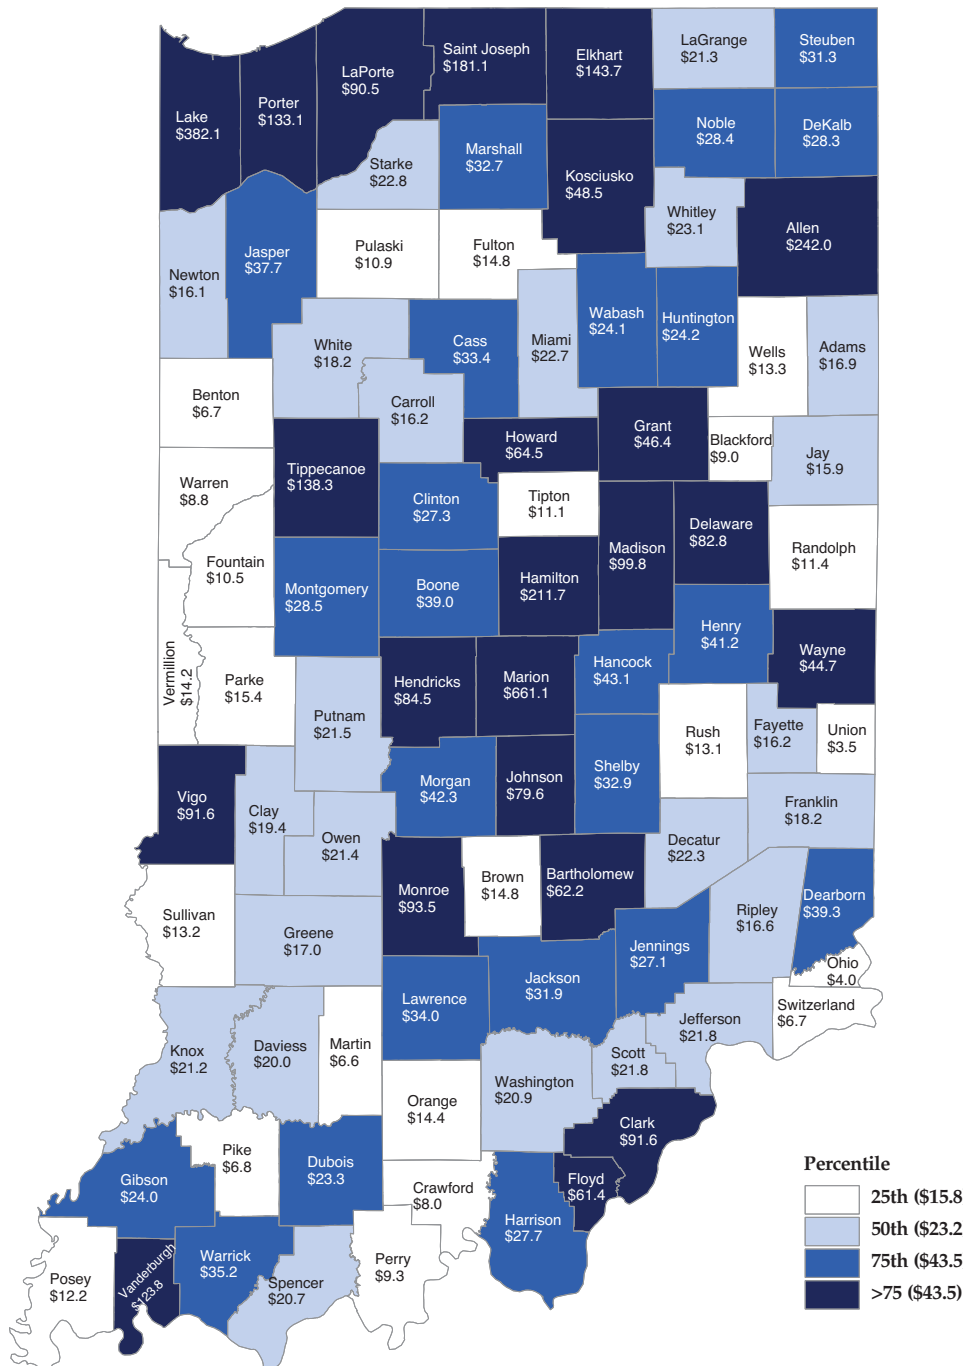 Saint Joseph
$181.1
Elkhart
$143.7
LaGrange
$21.3
Steuben
$31.3
LaPorte
$90.5
Porter
$133.1
Lake
$382.1
Noble
$28.4
DeKalb
$28.3
Marshall
$32.7
Starke
$22.8
Kosciusko
$48.5
Whitley
$23.1
Allen
$242.0
Jasper
$37.7
Pulaski
$10.9
Fulton
$14.8
Newton
$16.1
Wabash
$24.1
Huntington
$24.2
White
$18.2
Cass
$33.4
Miami
$22.7
Wells
$13.3
Adams
$16.9
Benton
$6.7
Carroll
$16.2
Howard
$64.5
Grant
$46.4
Blackford
$9.0
Jay
$15.9
Tippecanoe
$138.3
Warren
$8.8
Clinton
$27.3
Tipton
$11.1
Delaware
$82.8
Madison
$99.8
Randolph
$11.4
Fountain
$10.5
Montgomery
$28.5
Boone
$39.0
Hamilton
$211.7
Henry
$41.2
Wayne
$44.7
Vermillion
$14.2
Parke
$15.4
Hendricks
$84.5
Marion
$661.1
Hancock
$43.1
Putnam
$21.5
Rush
$13.1
Fayette
$16.2
Union
$3.5
Morgan
$42.3
Johnson
$79.6
Shelby
$32.9
Vigo
$91.6
Clay
$19.4
Owen
$21.4
Franklin
$18.2
Decatur
$22.3
Monroe
$93.5
Brown
$14.8
Bartholomew
$62.2
Dearborn
$39.3
Ripley
$16.6
Sullivan
$13.2
Greene
$17.0
Jennings
$27.1
Ohio
$4.0
Jackson
$31.9
Lawrence
$34.0
Switzerland
$6.7
Jefferson
$21.8
Knox
$21.2
Daviess
$20.0
Martin
$6.6
Scott
$21.8
Washington
$20.9
Orange
$14.4
Clark
$91.6
Pike
$6.8
Dubois
$23.3
Gibson
$24.0
Crawford
$8.0
Floyd
$61.4
Harrison
$27.7
Posey
$12.2
Vanderburgh
$123.8
Warrick
$35.2
Spencer
$20.7
Perry
$9.3
Percentile
25th ($15.8
50th ($23.2
75th ($43.5
>75 ($43.5)